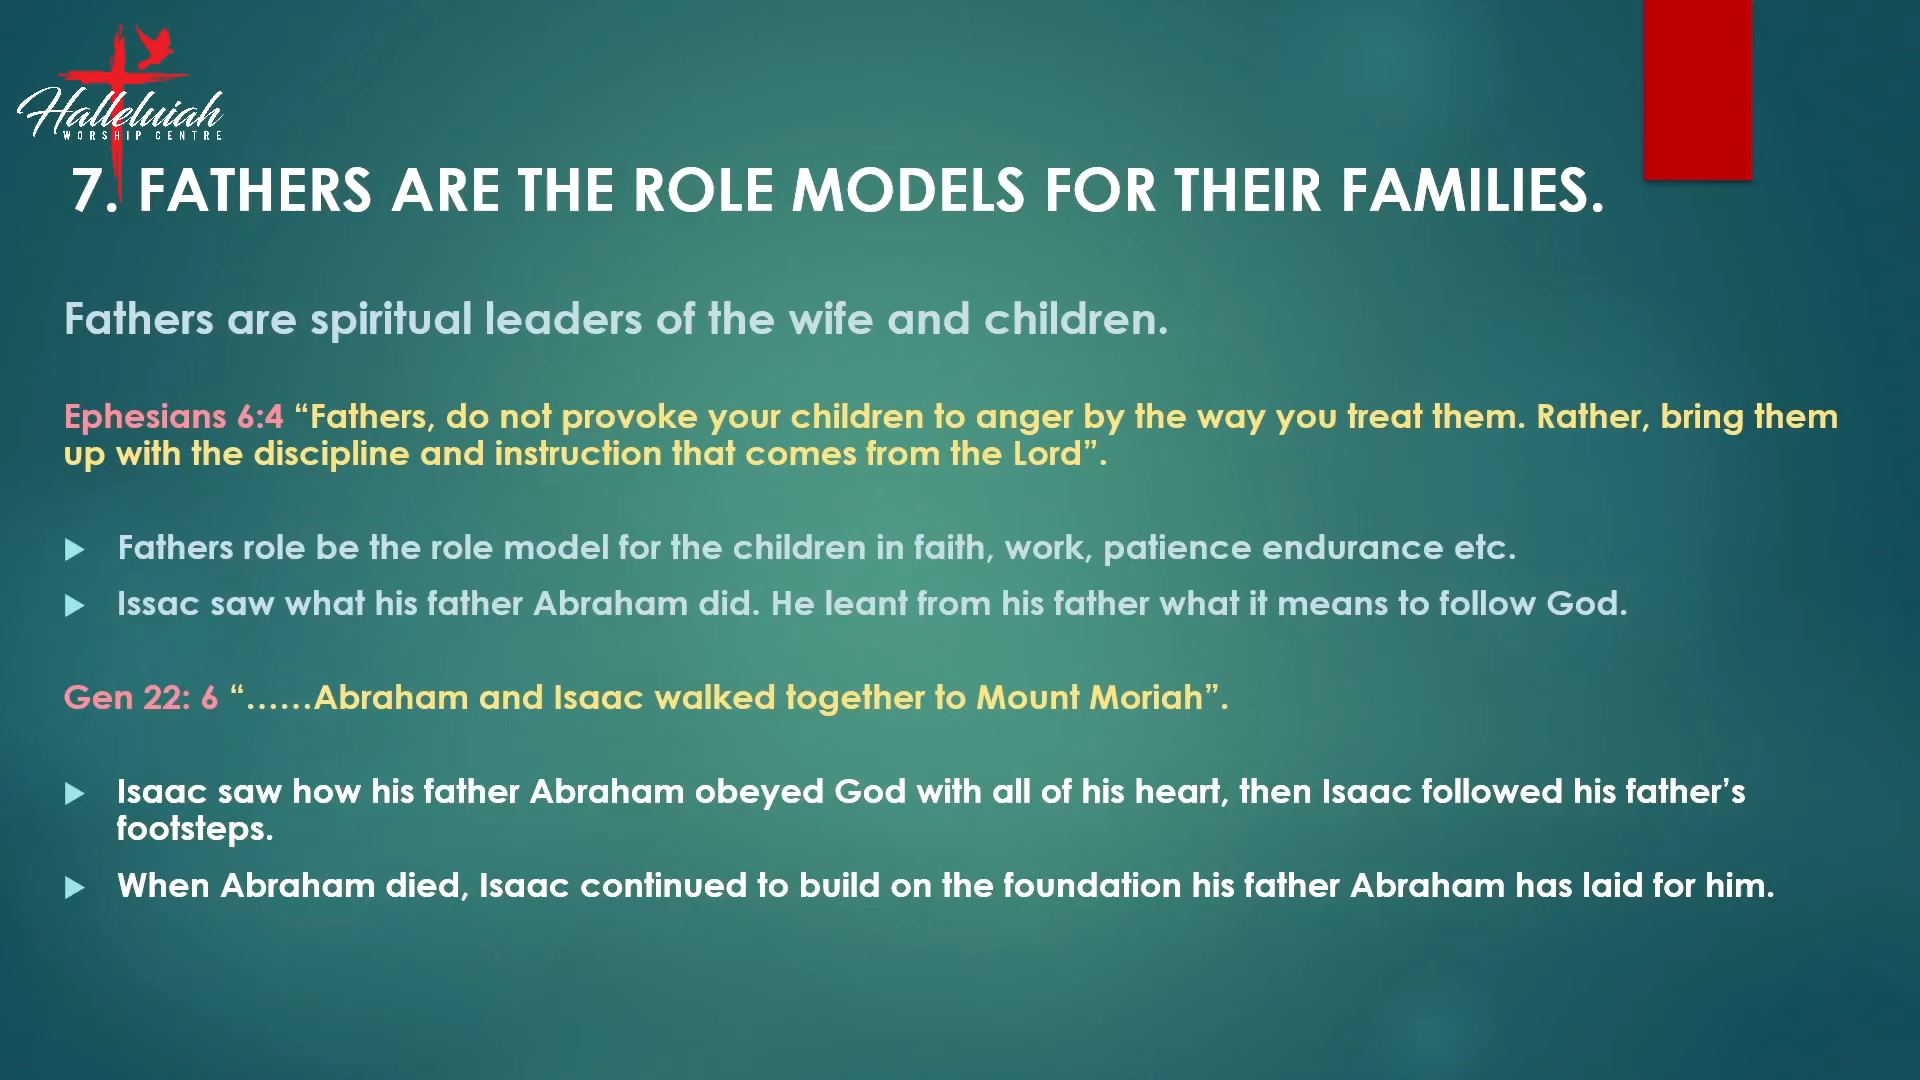 Halleluiah
WORSHIP CENTRE
7. FATHERS ARE THE ROLE MODELS FOR THEIR FAMILIES.
Fathers are spiritual leaders of the wife and children.
Ephesians 6:4 “Fathers, do not provoke your children to anger by the way you treat them. Rather, bring them
up with the discipline and instruction that comes from the Lord”.
Fathers role be the role model for the children in faith, work, patience endurance etc.
Issac saw what his father Abraham did. He leant from his father what it means to follow God.
Gen 22: 6 “......Abraham and Isaac walked together to Mount Moriah”.
Isaac saw how his father Abraham obeyed God with all of his heart, then Isaac followed his father’s
footsteps.
When Abraham died, Isaac continued to build on the foundation his father Abraham has laid for him.